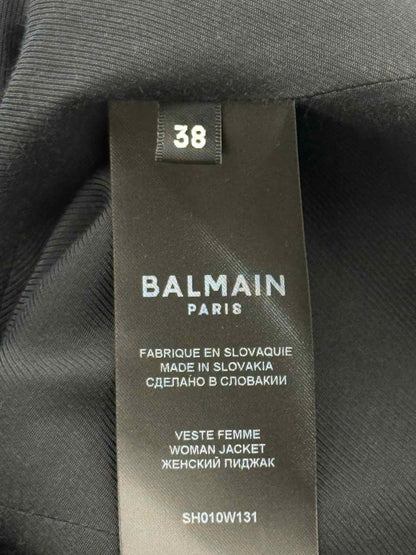 38
BALMAIN
PARIS
FABRIQUE EN SLOVAQUIE
MADE IN SLOVAKIA
СДЕЛАНО В СЛОВАКИИ
VESTE FEMME
WOMAN JACKET
ЖЕНСКИЙ ПИДЖАК
SH010W131